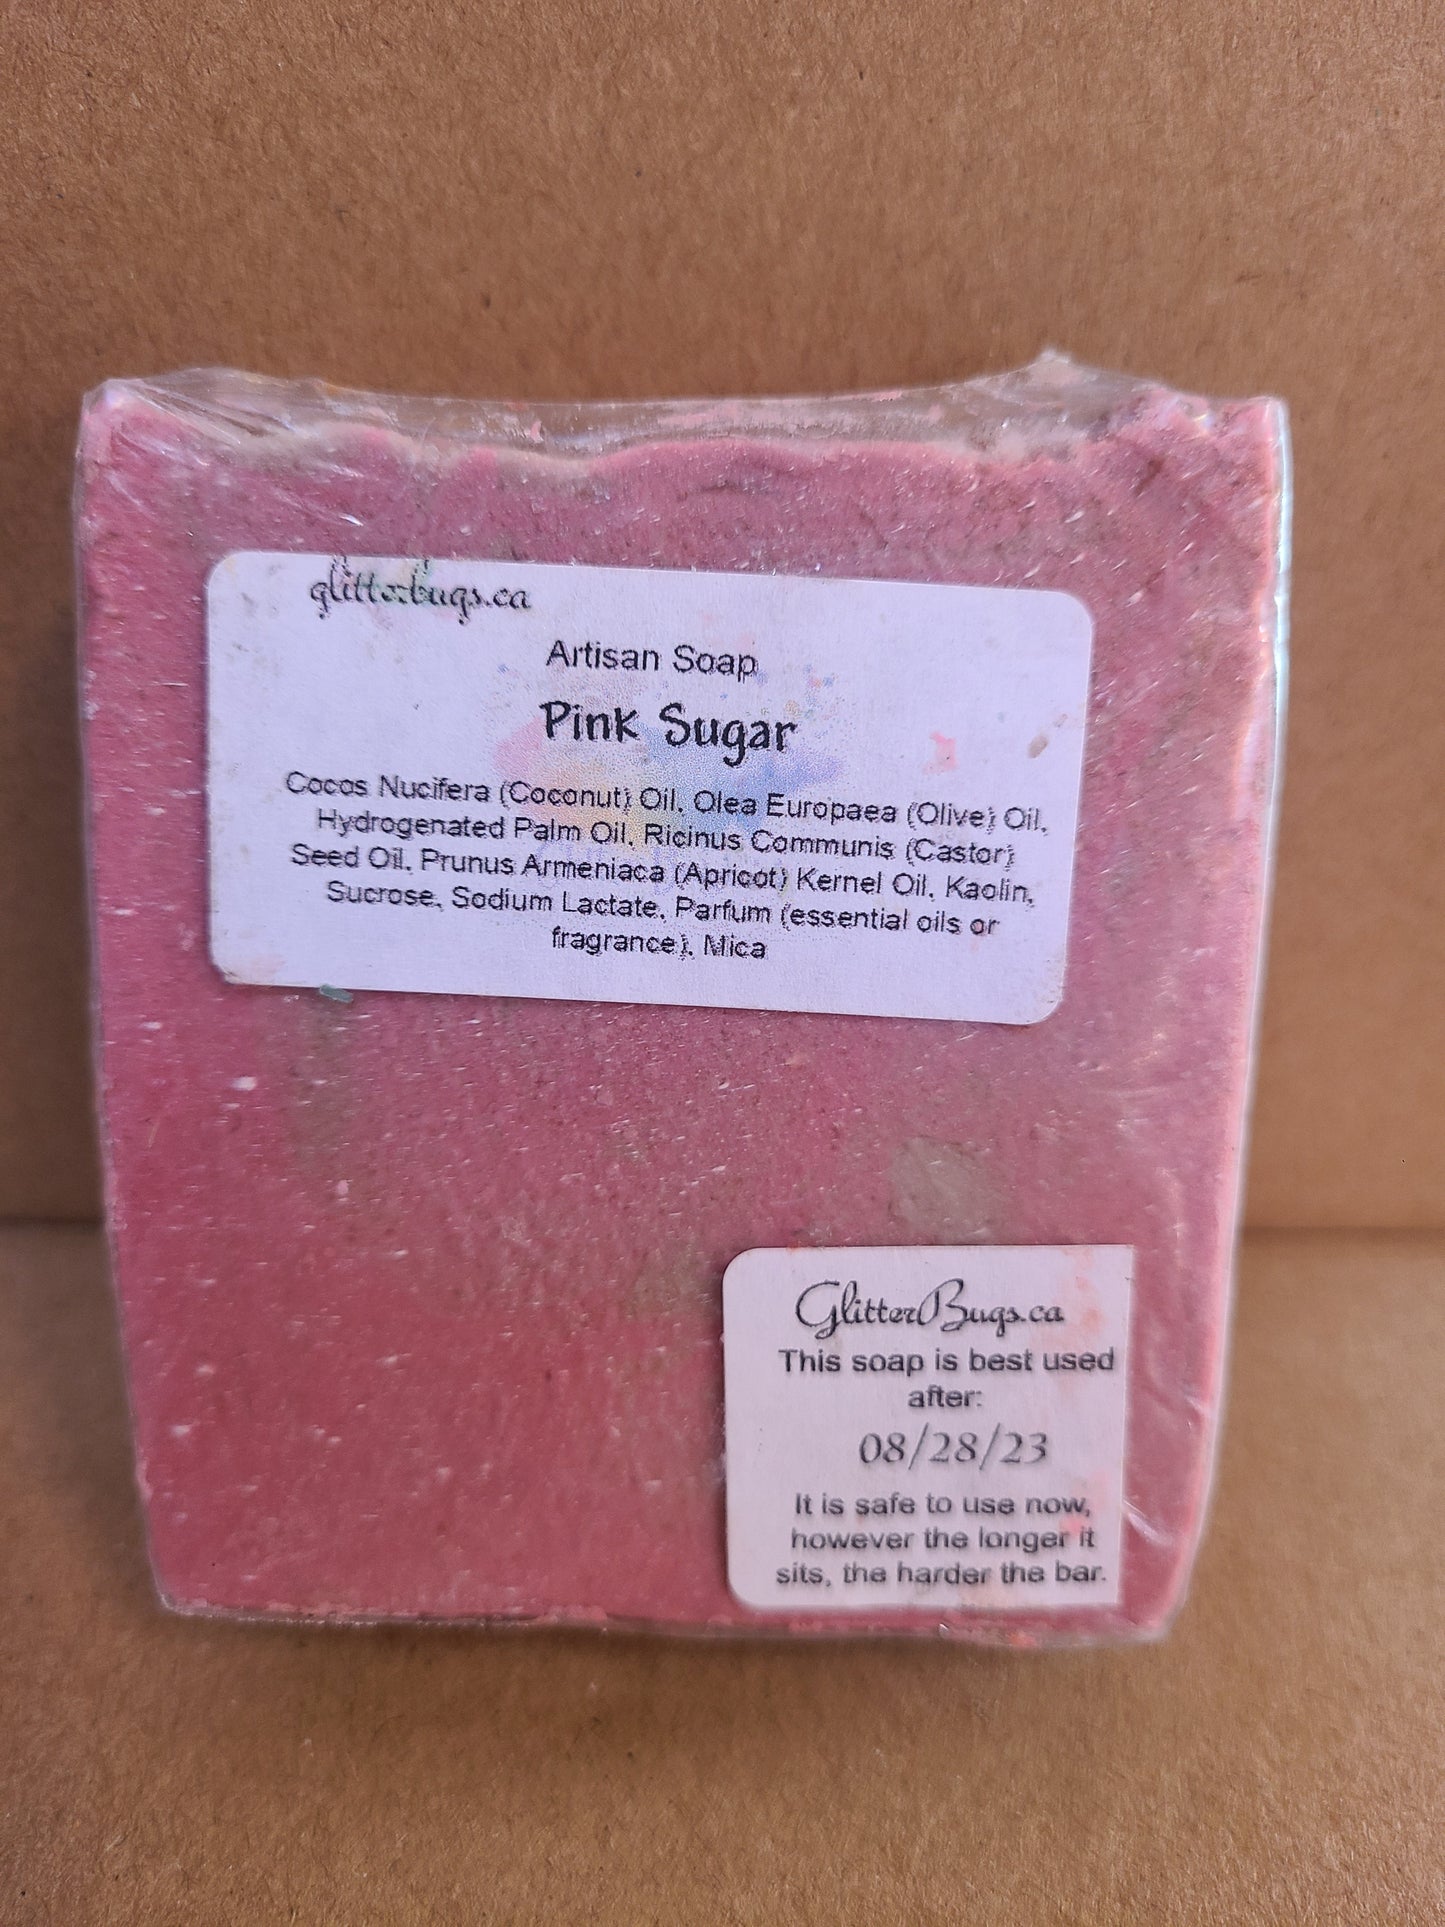 glitterbugs.ca
Artisan Soap
Pink Sugar
Cocos Nucifera (Coconut) Oil, Olea Europaea (Olive) Oil,
Hydrogenated Palm Oil, Ricinus Communis (Castor)
Seed Oil, Prunus Armeniaca (Apricot) Kernel Oil, Kaolin,
Sucrose, Sodium Lactate, Parfum (essential oils or
fragrance), Mica
GlitterBugs.ca
This soap is best used
after:
08/28/23
It is safe to use now,
however the longer it
sits, the harder the bar.